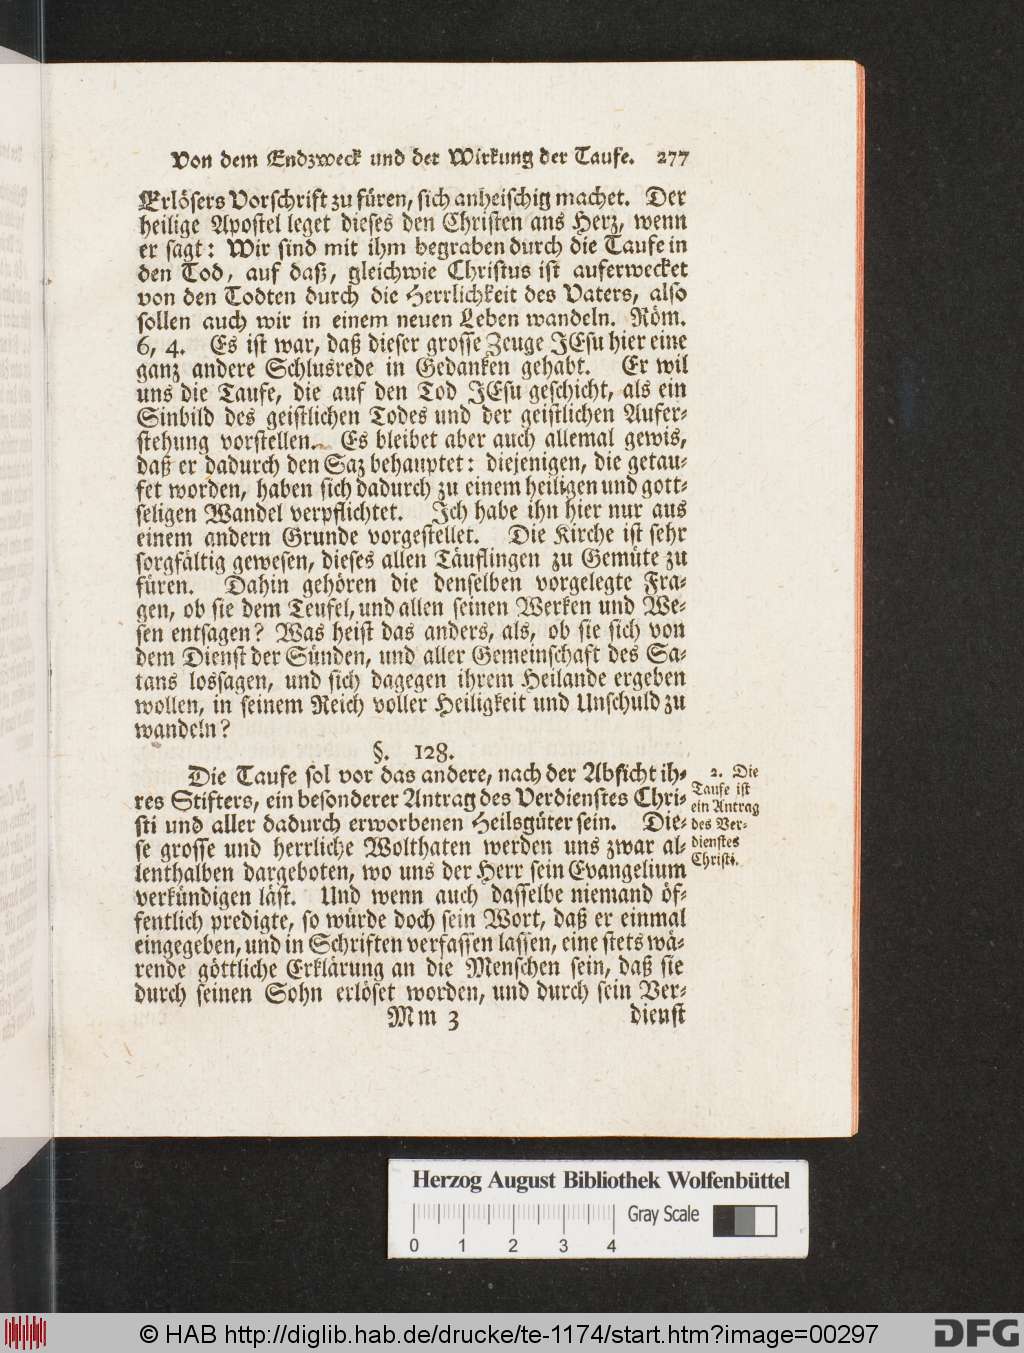 Von dem Endzweck und der Wirkung der Taufe. 277
Erlösers Vorschrift zu füren, sich anheischig machet. Der
heilige Apostel leget dieses den Christen ans Herz, wenn
er sagt: Wir sind mit ihm begraben durch die Taufe in
den Tod, auf daß, gleichwie Christus ist auferwecket
von den Todten durch die Herrlichkeit des Vaters, also
sollen auch wir in einem neuen Leben wandeln. Röm.
6, 4. Es ist war, daß dieser grosse Zeuge JEsu hier eine
ganz andere Schlusrede in Gedanken gehabt. Er wil
uns die Taufe, die auf den Tod JEsu geschicht, als ein
Sinbild des geistlichen Todes und der geistlichen Aufer-
stehung vorstellen. Es bleibet aber auch allemal gewis,
daß er dadurch den Saz behauptet: diejenigen, die getau-
fet worden, haben sich dadurch zu einem heiligen und gott-
seligen Wandel verpflichtet. Ich habe ihn hier nur aus
einem andern Grunde vorgestellet. Die Kirche ist sehr
sorgfältig gewesen, dieses allen Täuflingen zu Gemüte zu
füren. Dahin gehören die denselben vorgelegte Fra-
gen, ob sie dem Teufel, und allen seinen Werken und We-
sen entsagen? Was heist das anders, als, ob sie sich von
dem Dienst der Sünden, und aller Gemeinschaft des Sa-
tans lossagen, und sich dagegen ihrem Heilande ergeben
wollen, in seinem Reich voller Heiligkeit und Unschuld zu
wandeln?
§. 128.
Die Taufe sol vor das andere, nach der Absicht ih-
res Stifters, ein besonderer Antrag des Verdienstes Chri-
sti und aller dadurch erworbenen Heilsgüter sein. Die-
se grosse und herrliche Wolthaten werden uns zwar al-
lenthalben dargeboten, wo uns der Herr sein Evangelium
verkündigen läst. Und wenn auch dasselbe niemand öf-
fentlich predigte, so würde doch sein Wort, daß er einmal
eingegeben, und in Schriften verfassen lassen, eine stets wä-
rende göttliche Erklärung an die Menschen sein, daß sie
durch seinen Sohn erlöset worden, und durch sein Ver-
Mm 3 dienst
2. Die
Taufe ist
ein Antrag
des Ver-
dienstes
Christi.
Herzog August Bibliothek Wolfenbüttel
Gray Scale
0 1 2 3 4
© HAB http://diglib.hab.de/drucke/te-1174/start.htm?image=00297
DFG